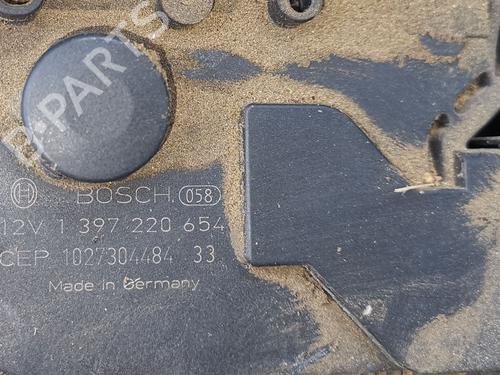 B-PARTS
BOSCH 058
12V 1 397 220 654
CEP 1027304484 33
Made in Germany